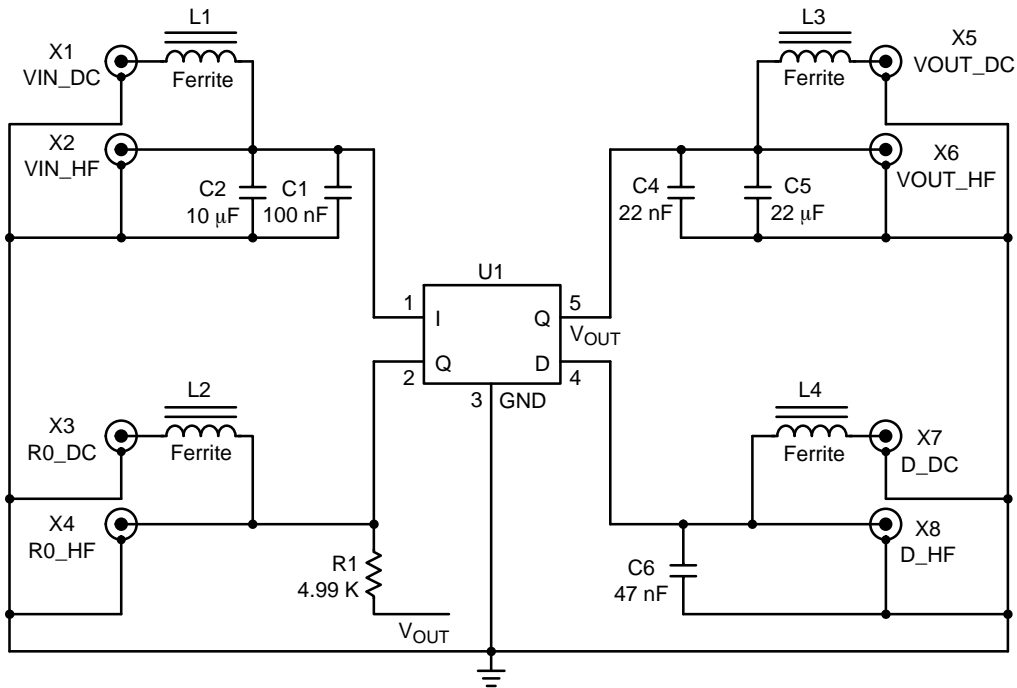 L1
X1
VIN_DC
Ferrite
X2
VIN_HF
C2
10 μF
C1
100 nF
L3
X5
VOUT_DC
Ferrite
X6
VOUT_HF
C4
22 nF
C5
22 μF
U1
1
I
Q
5
V_OUT
2
Q
D
4
3
GND
L2
X3
R0_DC
Ferrite
X4
R0_HF
R1
4.99 K
V_OUT
L4
X7
D_DC
Ferrite
X8
D_HF
C6
47 nF